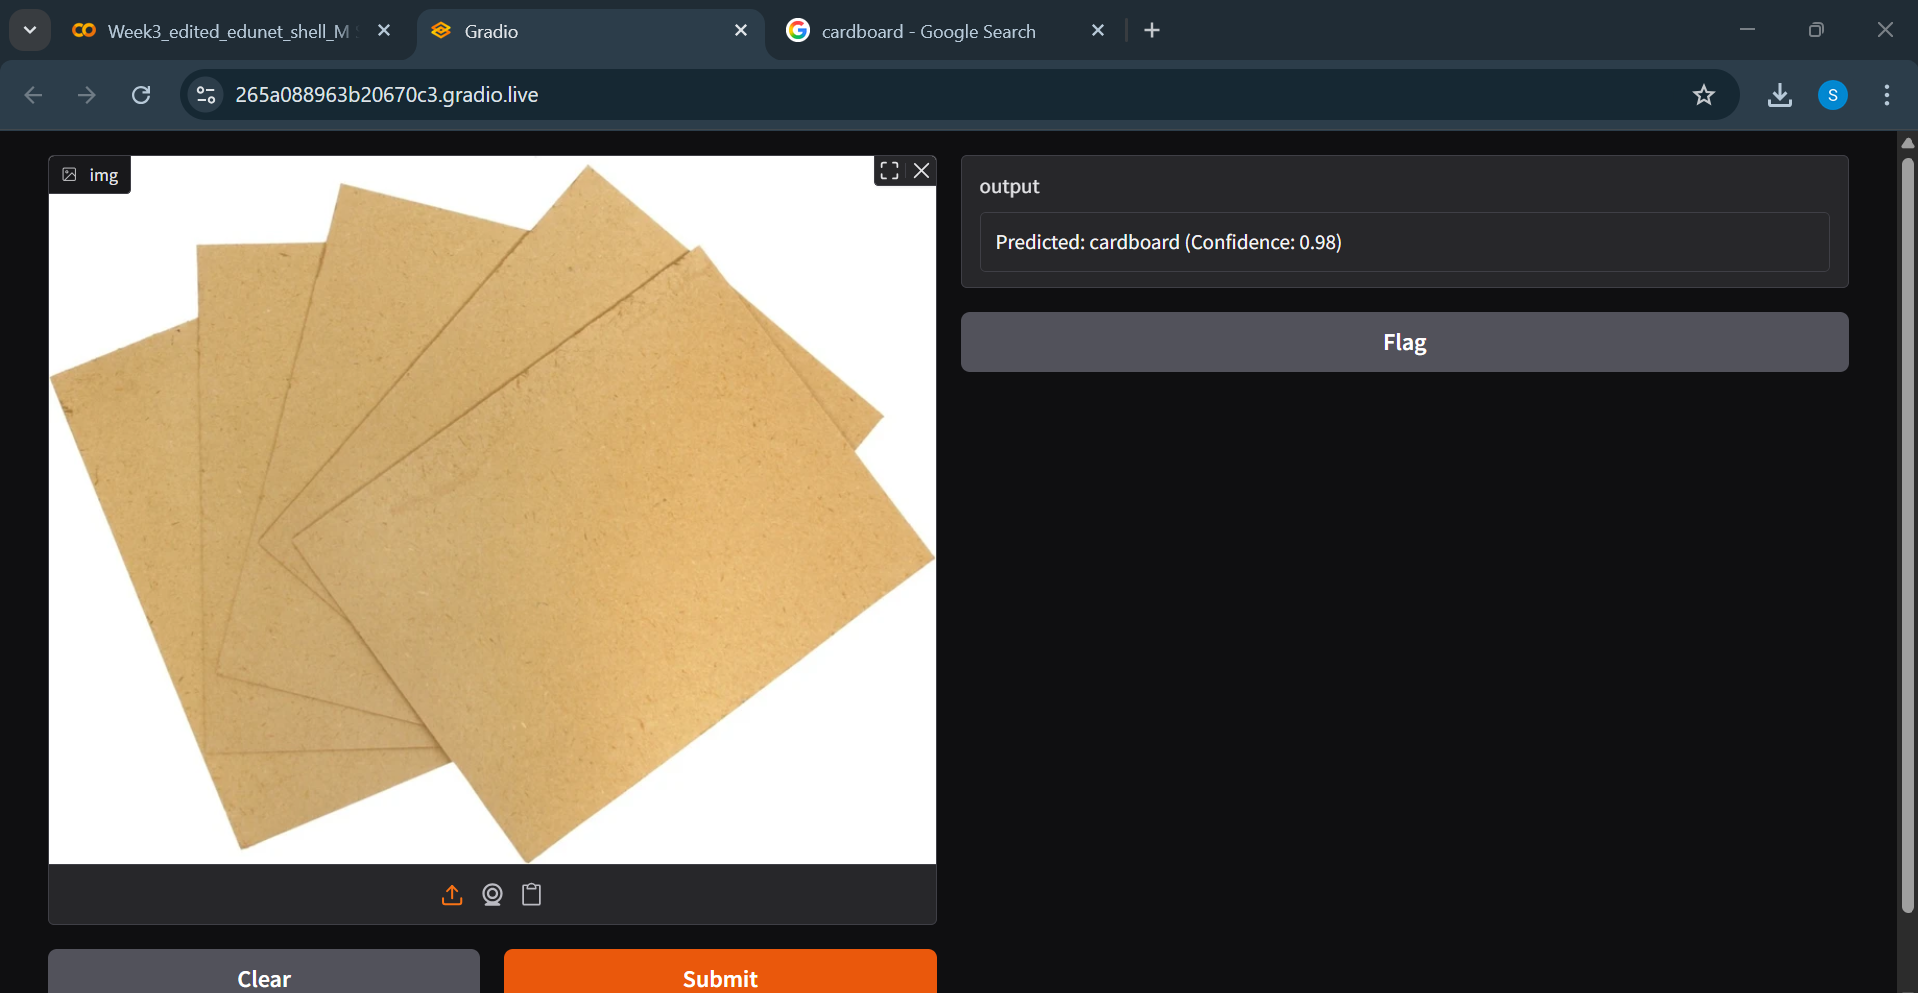 Week3_edited_edunet_shell_M
Gradio
cardboard - Google Search
265a088963b20670c3.gradio.live
S
img
output
Predicted: cardboard (Confidence: 0.98)
Flag
Clear
Submit